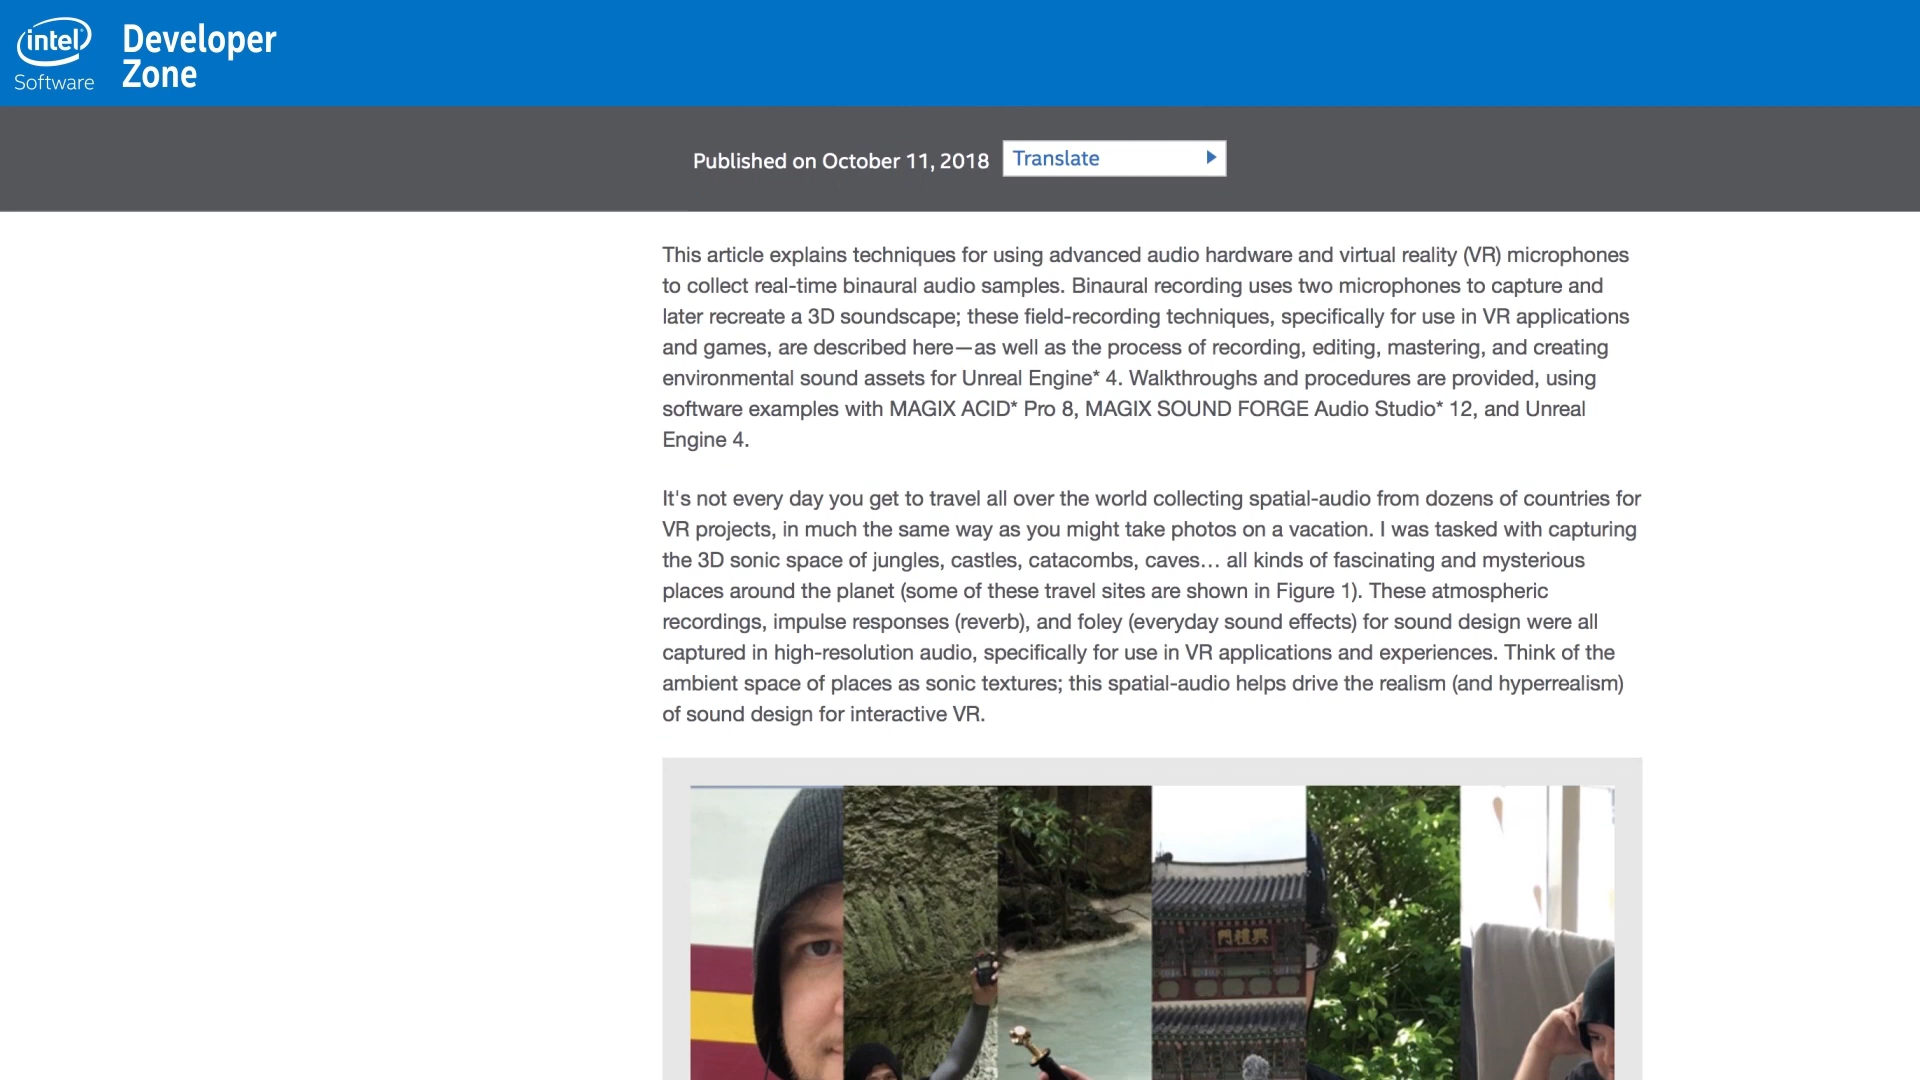 intel
Software
Developer
Zone
Published on October 11, 2018
Translate
This article explains techniques for using advanced audio hardware and virtual reality (VR) microphones
to collect real-time binaural audio samples. Binaural recording uses two microphones to capture and
later recreate a 3D soundscape; these field-recording techniques, specifically for use in VR applications
and games, are described here—as well as the process of recording, editing, mastering, and creating
environmental sound assets for Unreal Engine* 4. Walkthroughs and procedures are provided, using
software examples with MAGIX ACID* Pro 8, MAGIX SOUND FORGE Audio Studio* 12, and Unreal
Engine 4.
It's not every day you get to travel all over the world collecting spatial-audio from dozens of countries for
VR projects, in much the same way as you might take photos on a vacation. I was tasked with capturing
the 3D sonic space of jungles, castles, catacombs, caves… all kinds of fascinating and mysterious
places around the planet (some of these travel sites are shown in Figure 1). These atmospheric
recordings, impulse responses (reverb), and foley (everyday sound effects) for sound design were all
captured in high-resolution audio, specifically for use in VR applications and experiences. Think of the
ambient space of places as sonic textures; this spatial-audio helps drive the realism (and hyperrealism)
of sound design for interactive VR.
門禮興